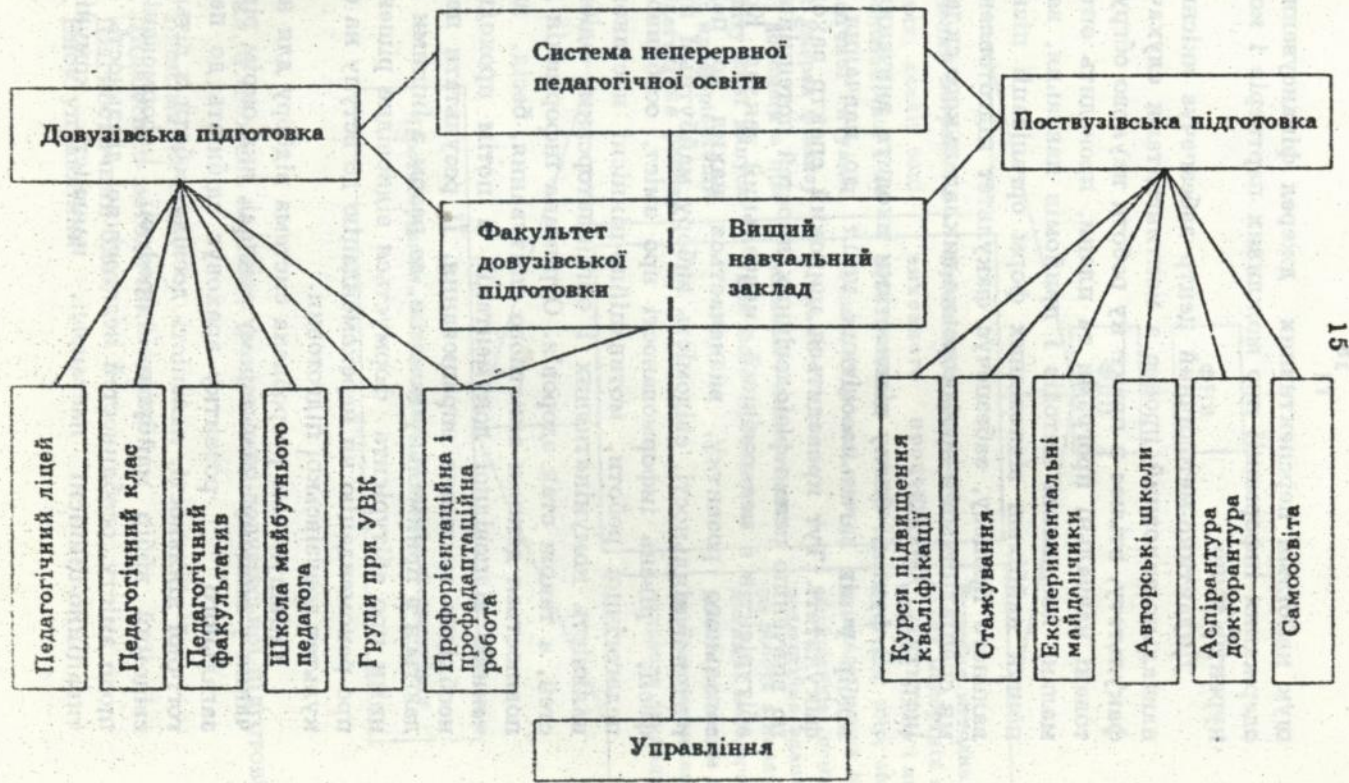 Система неперервної
педагогічної освіти
Довузівська підготовка
Поствузівська підготовка
Факультет
довузівської
підготовки
Вищий
навчальний
заклад
15
Педагогічний ліцей
Педагогічний клас
Педагогічний
факультатив
Школа майбутнього
педагога
Групи при УВК
Профорієнтаційна і
профадаптаційна
робота
Курси підвищення
кваліфікації
Стажування
Експериментальні
майданчики
Авторські школи
Аспірантура
докторантура
Самоосвіта
Управління